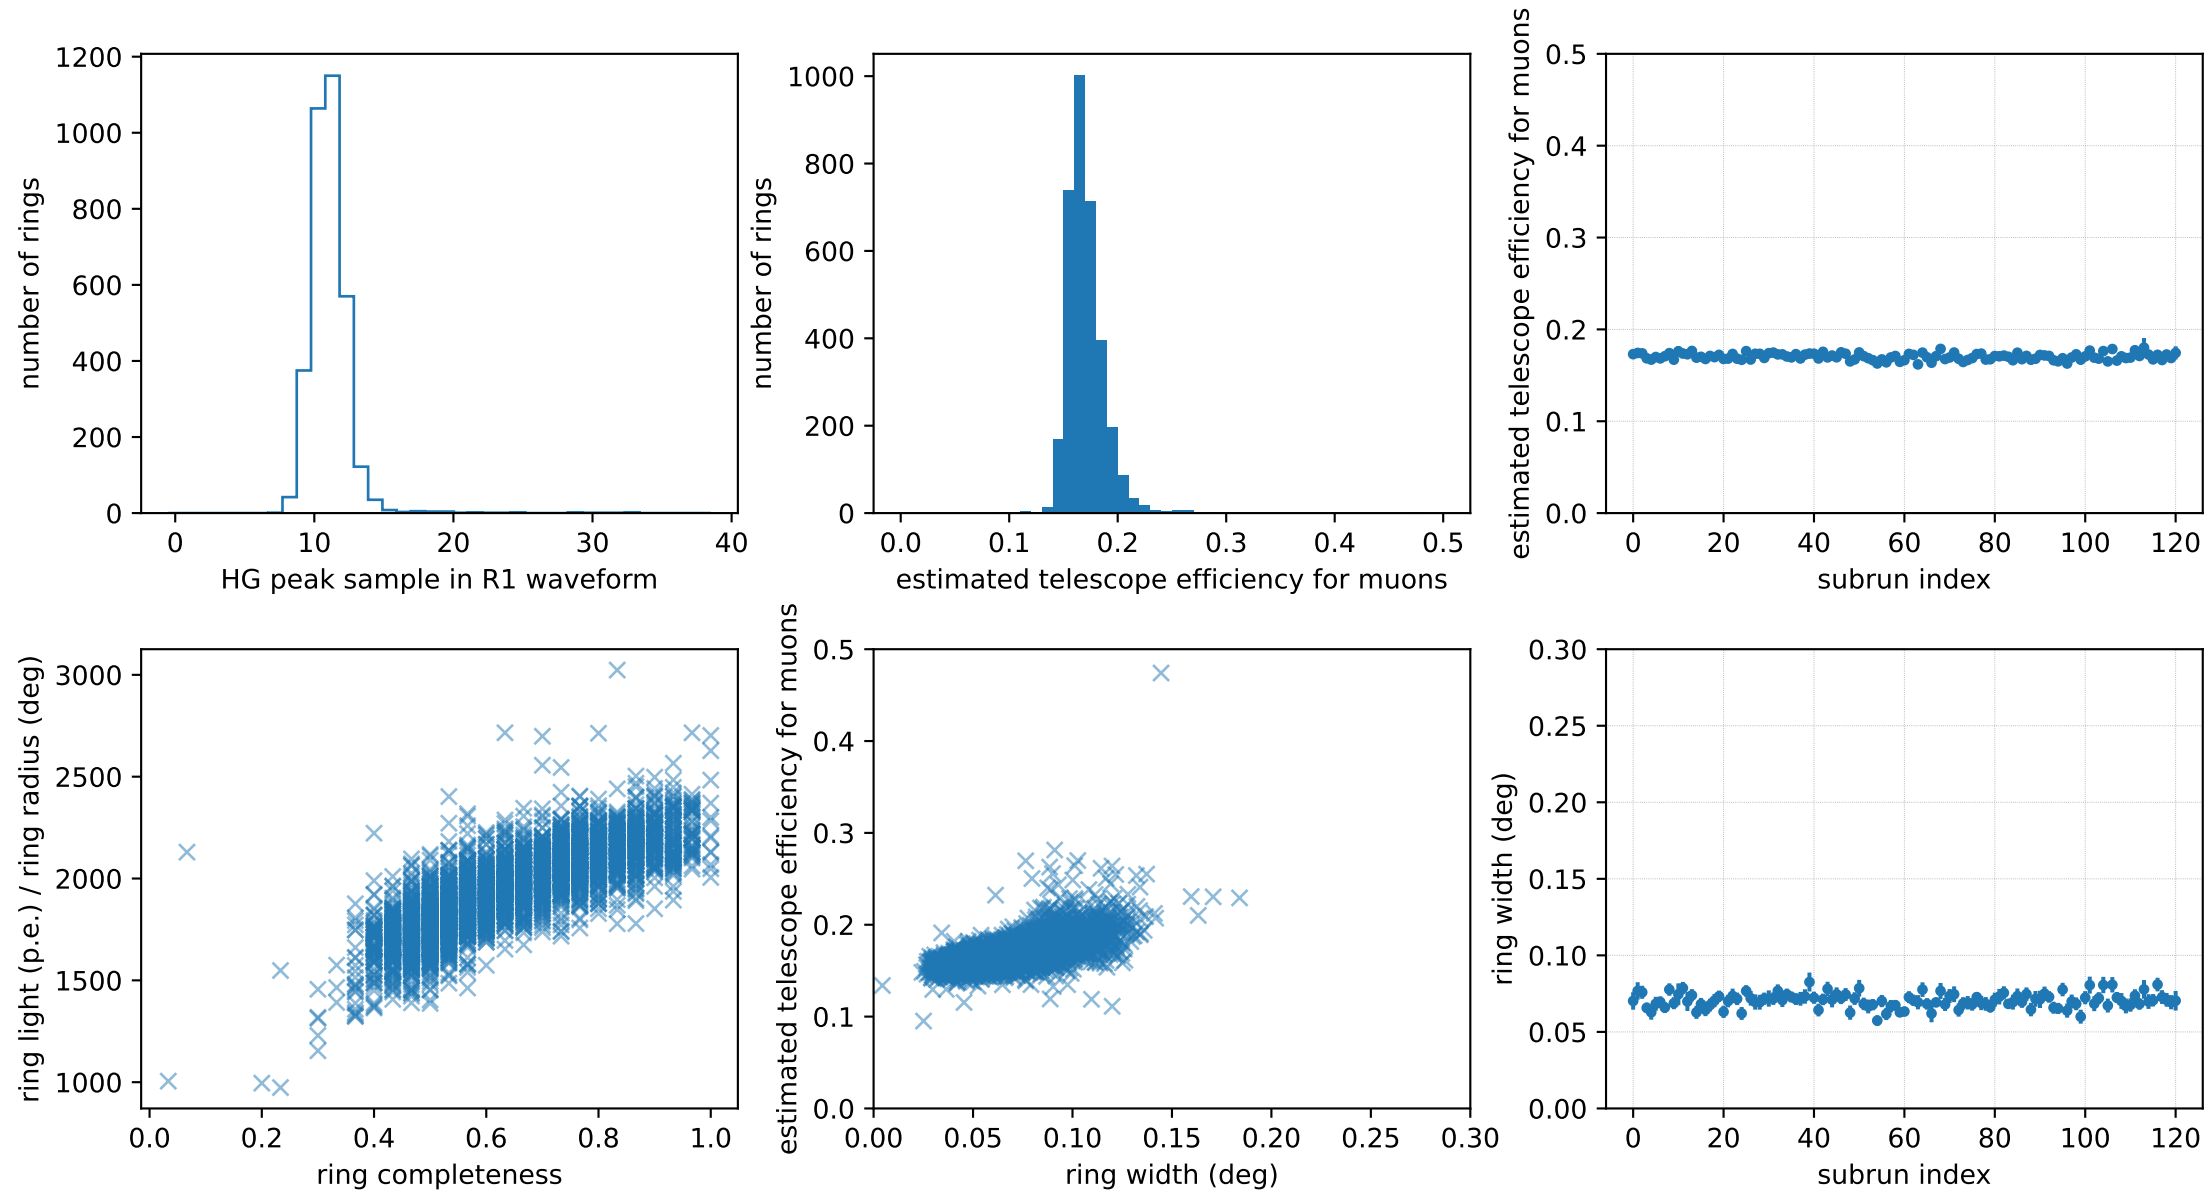 number of rings
1200
1000
800
600
400
200
0
0 10 20 30 40
HG peak sample in R1 waveform
number of rings
1000
800
600
400
200
0
0.0 0.1 0.2 0.3 0.4 0.5
estimated telescope efficiency for muons
estimated telescope efficiency for muons
0.5
0.4
0.3
0.2
0.1
0.0
0 20 40 60 80 100 120
subrun index
ring light (p.e.) / ring radius (deg)
3000
2500
2000
1500
1000
0.0 0.2 0.4 0.6 0.8 1.0
ring completeness
estimated telescope efficiency for muons
0.5
0.4
0.3
0.2
0.1
0.0
0.00 0.05 0.10 0.15 0.20 0.25 0.30
ring width (deg)
ring width (deg)
0.30
0.25
0.20
0.15
0.10
0.05
0.00
0 20 40 60 80 100 120
subrun index